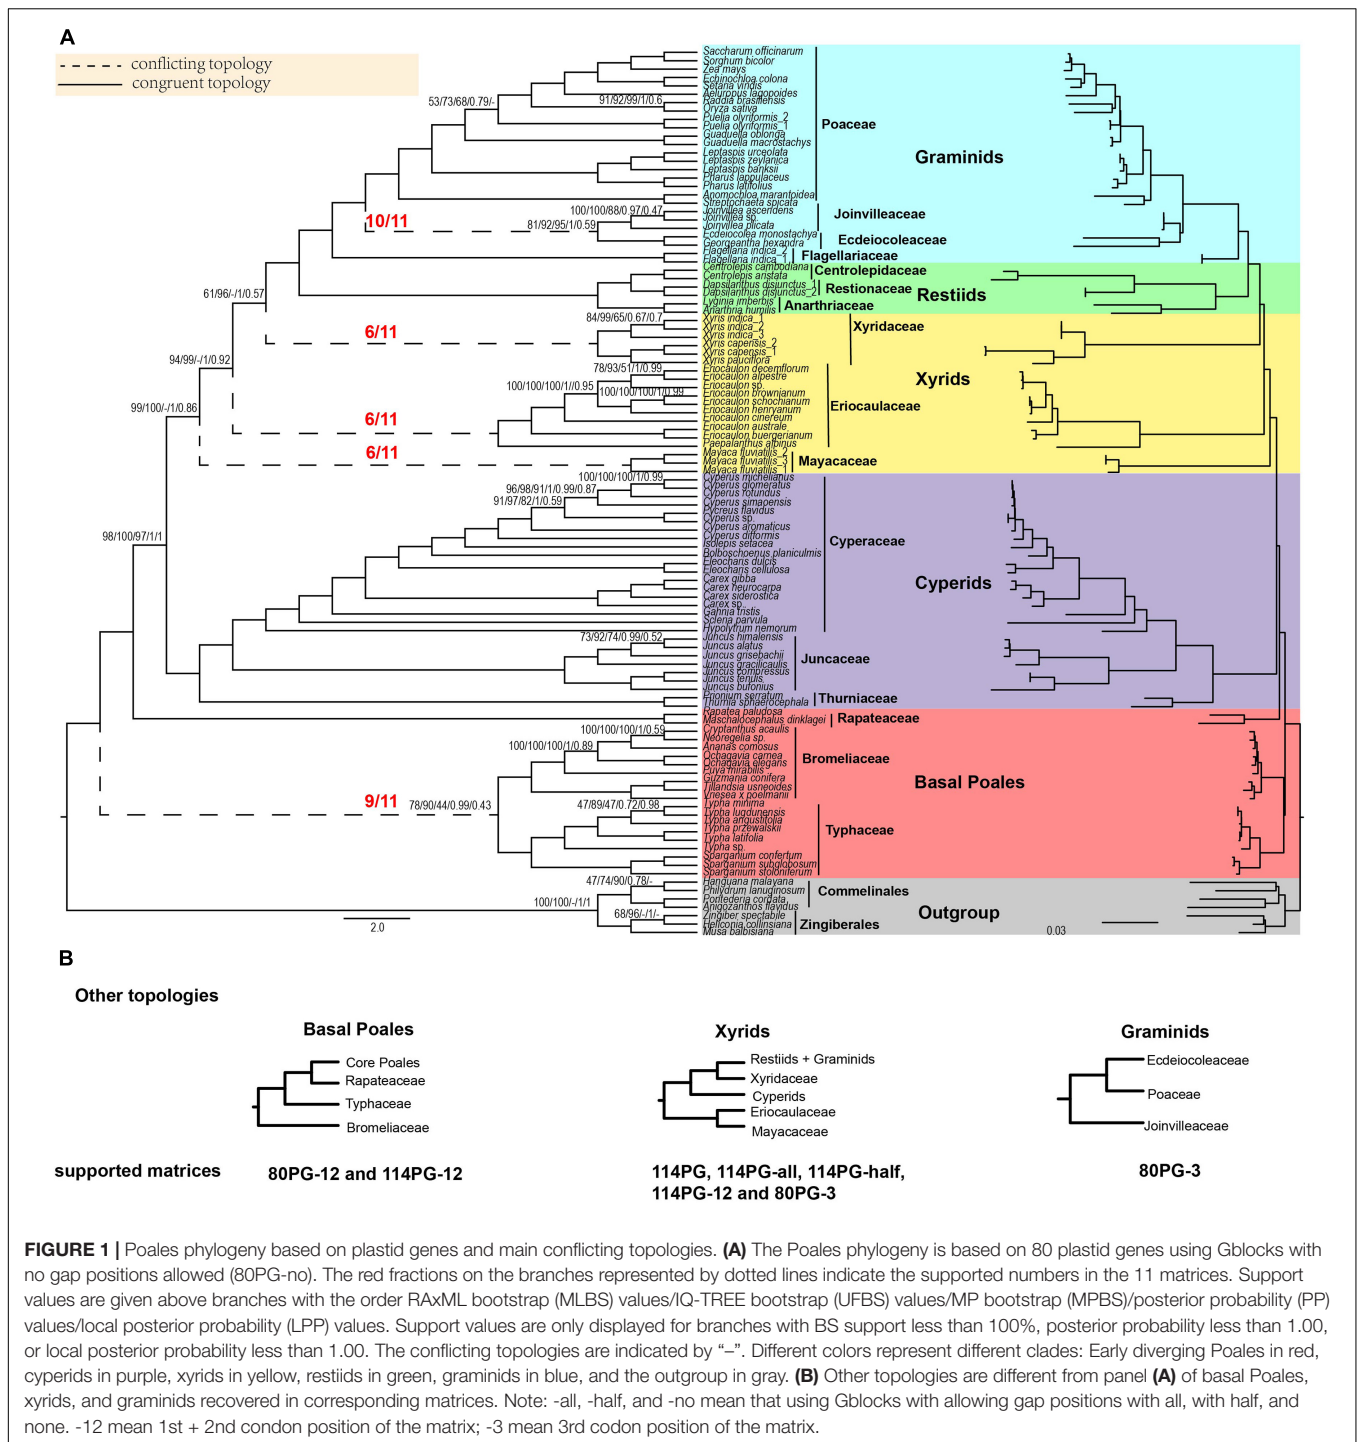 A
conflicting topology
congruent topology
Saccharum officinarum
Sorghum bicolor
Zea mays
Echinochloa colona
Setaria viridis
Aeluropus lagopoides
Raddia brasiliensis
Oryza sativa
Puelia olyriformis_2
Puelia olyriformis_1
Guaduella oblonga
Guaduella macrostachys
Leptaspis urceolata
Leptaspis zeylanica
Leptaspis banksii
Pharus lappulaceus
Pharus latifolius
Anomochloa marantoidea
Streptochaeta spicata
Joinvillea ascendens
Joinvillea sp.
Joinvillea plicata
Ecdeiocolea monostachya
Georgeantha hexandra
Flagellaria indica_2
Flagellaria indica_1
Centrolepis cambodiana
Centrolepis aristata
Dapsilanthus disjunctus_1
Dapsilanthus disjunctus_2
Lyginia imberbis
Anarthria humilis
Xyris indica_1
Xyris indica_2
Xyris indica_3
Xyris capensis_2
Xyris capensis_1
Xyris pauciflora
Eriocaulon decemflorum
Eriocaulon alpestre
Eriocaulon sp.
Eriocaulon brownianum
Eriocaulon schochianum
Eriocaulon henryanum
Eriocaulon cinereum
Eriocaulon australe
Eriocaulon buergerianum
Paepalanthus alpinus
Mayaca fluviatilis_2
Mayaca fluviatilis_3
Mayaca fluviatilis_1
Cyperus michelianus
Cyperus glomeratus
Cyperus rotundus
Cyperus simaoensis
Pycreus flavidus
Cyperus sp.
Cyperus aromaticus
Cyperus difformis
Isolepis setacea
Bolboschoenus planiculmis
Eleocharis dulcis
Eleocharis cellulosa
Carex gibba
Carex neurocarpa
Carex siderosticta
Carex sp.
Gahnia tristis
Scleria parvula
Hypolytrum nemorum
Juncus himalensis
Juncus alatus
Juncus grisebachii
Juncus gracilicaulis
Juncus compressus
Juncus tenuis
Juncus bufonius
Prionium serratum
Thurnia sphaerocephala
Rapatea paludosa
Maschalocephalus dinklagei
Cryptanthus acaulis
Neoregelia sp.
Ananas comosus
Ochagavia carnea
Ochagavia elegans
Puya mirabilis
Guzmania conifera
Tillandsia usneoides
Vriesea x poelmanii
Typha minima
Typha lugdunensis
Typha angustifolia
Typha przewalskii
Typha latifolia
Typha sp.
Sparganium confertum
Sparganium subglobosum
Sparganium stoloniferum
Hanguana malayana
Philydrum lanuginosum
Pontederia cordata
Anigozanthos flavidus
Zingiber spectabile
Heliconia collinsiana
Musa balbisiana
53/73/68/0.79/-
91/92/99/1/0.6
100/100/88/0.97/0.47
10/11
81/92/95/1/0.59
61/96/-/1/0.57
84/99/65/0.67/0.7
6/11
94/99/-/1/0.92
78/93/51/1/0.99
100/100/100/1//0.95
100/100/100/1/0.99
99/100/-/1/0.86
6/11
6/11
100/100/100/1/0.99
96/98/91/1/0.99/0.87
91/97/82/1/0.59
98/100/97/1/1
73/92/74/0.99/0.52
100/100/100/1/0.59
100/100/100/1/0.89
9/11
78/90/44/0.99/0.43
47/89/47/0.72/0.98
47/74/90/0.78/-
100/100/-/1/1
68/96/-/1/-
2.0
Poaceae
Joinvilleaceae
Ecdeiocoleaceae
Flagellariaceae
Centrolepidaceae
Restionaceae
Anarthriaceae
Xyridaceae
Eriocaulaceae
Mayacaceae
Cyperaceae
Juncaceae
Thurniaceae
Rapateaceae
Bromeliaceae
Typhaceae
Commelinales
Zingiberales
Graminids
Restiids
Xyrids
Cyperids
Basal Poales
Outgroup
0.03
B
Other topologies
Basal Poales
Core Poales
Rapateaceae
Typhaceae
Bromeliaceae
Xyrids
Restiids + Graminids
Xyridaceae
Cyperids
Eriocaulaceae
Mayacaceae
Graminids
Ecdeiocoleaceae
Poaceae
Joinvilleaceae
supported matrices
80PG-12 and 114PG-12
114PG, 114PG-all, 114PG-half,
114PG-12 and 80PG-3
80PG-3
FIGURE 1 | Poales phylogeny based on plastid genes and main conflicting topologies. (A) The Poales phylogeny is based on 80 plastid genes using Gblocks with
no gap positions allowed (80PG-no). The red fractions on the branches represented by dotted lines indicate the supported numbers in the 11 matrices. Support
values are given above branches with the order RAxML bootstrap (MLBS) values/IQ-TREE bootstrap (UFBS) values/MP bootstrap (MPBS)/posterior probability (PP)
values/local posterior probability (LPP) values. Support values are only displayed for branches with BS support less than 100%, posterior probability less than 1.00,
or local posterior probability less than 1.00. The conflicting topologies are indicated by “–”. Different colors represent different clades: Early diverging Poales in red,
cyperids in purple, xyrids in yellow, restiids in green, graminids in blue, and the outgroup in gray. (B) Other topologies are different from panel (A) of basal Poales,
xyrids, and graminids recovered in corresponding matrices. Note: -all, -half, and -no mean that using Gblocks with allowing gap positions with all, with half, and
none. -12 mean 1st + 2nd condon position of the matrix; -3 mean 3rd codon position of the matrix.